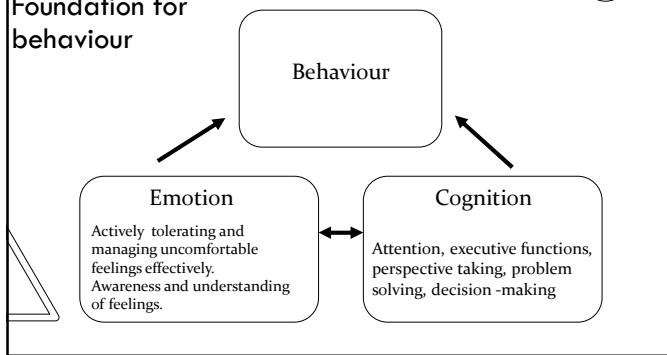 Foundation for
behaviour
Behaviour
Emotion
Actively tolerating and
managing uncomfortable
feelings effectively.
Awareness and understanding
of feelings.
Cognition
Attention, executive functions,
perspective taking, problem
solving, decision -making